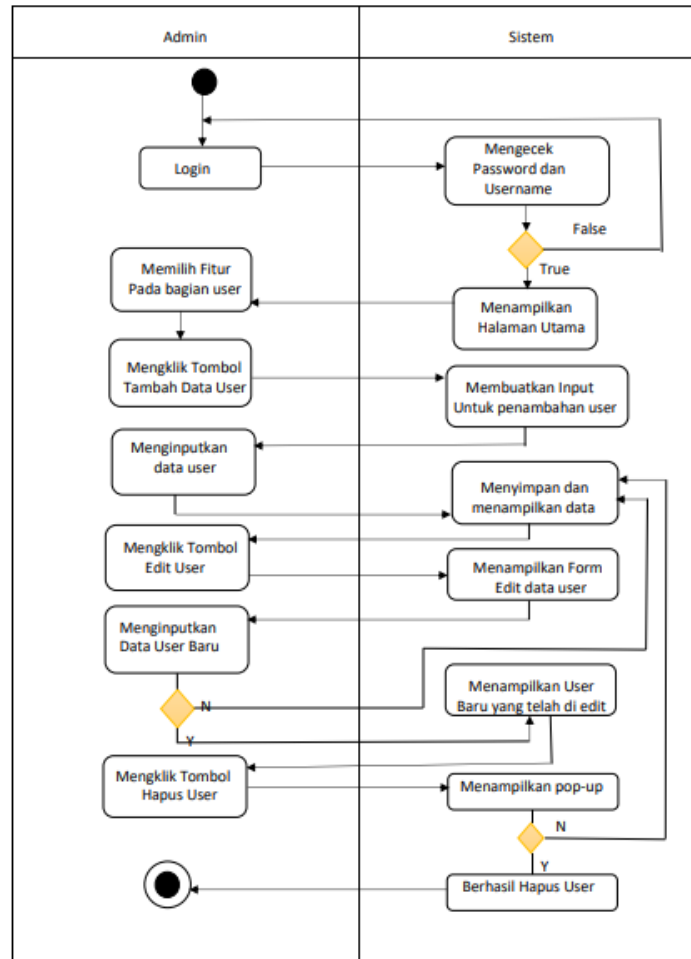 Admin
Sistem
Login
Mengecek
Password dan
Username
False
True
Memilih Fitur
Pada bagian user
Menampilkan
Halaman Utama
Mengklik Tombol
Tambah Data User
Membuatkan Input
Untuk penambahan user
Menginputkan
data user
Menyimpan dan
menampilkan data
Mengklik Tombol
Edit User
Menampilkan Form
Edit data user
Menginputkan
Data User Baru
N
Y
Menampilkan User
Baru yang telah di edit
Mengklik Tombol
Hapus User
Menampilkan pop-up
N
Y
Berhasil Hapus User